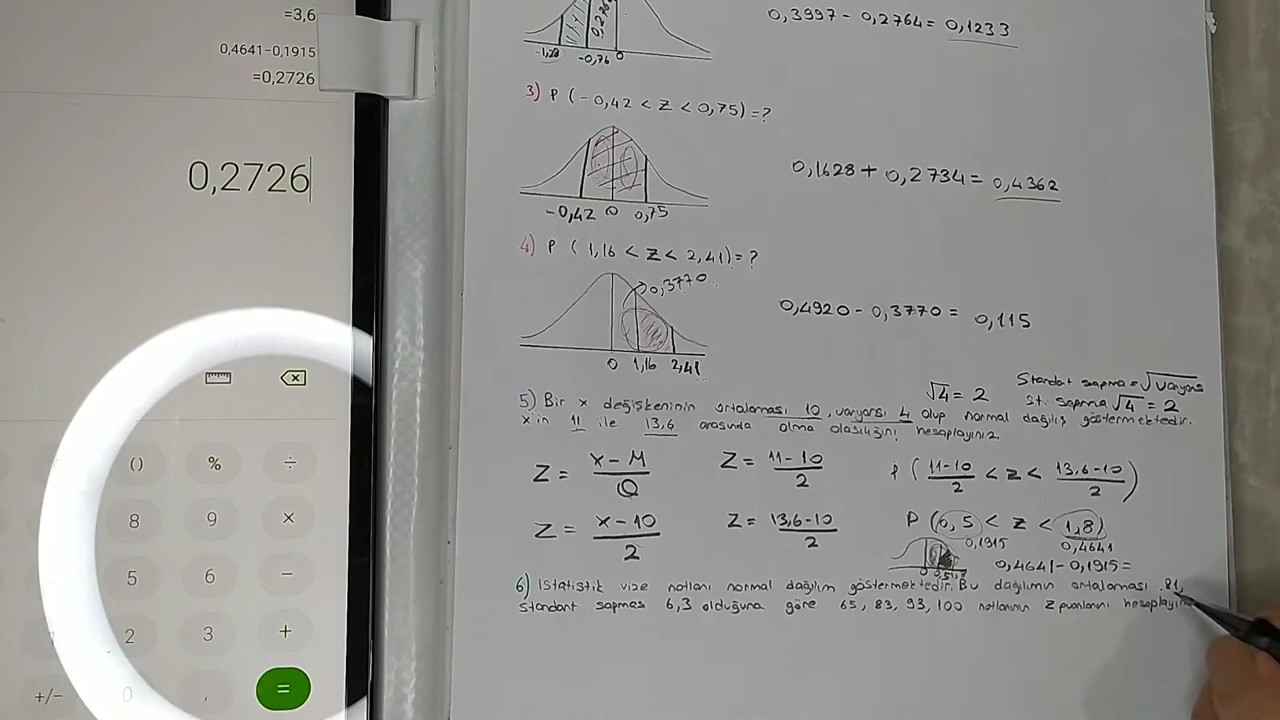 =3,6
0,4641−0,1915
=0,2726
0,2726
() % ÷
8 9 ×
5 6 −
2 3 +
+/− 0 , =
0,276
-1,28 -0,76 0
0,3997 - 0,2764 = 0,1233
3) P (-0,42 < Z < 0,75) = ?
-0,42 0 0,75
0,1628 + 0,2734 = 0,4362
4) P (1,16 < Z < 2,41) = ?
0,3770
0 1,16 2,41
0,4920 - 0,3770 = 0,115
√4 = 2 Standart sapma = √varyans
St. sapma √4 = 2
5) Bir x değişkeninin ortalaması 10, varyansı 4 olup normal dağılış göstermektedir.
x'in 11 ile 13,6 arasında olma olasılığını hesaplayınız.
Z = x-M/Q Z = 11-10/2 P (11-10/2 < Z < 13,6-10/2)
Z = x-10/2 Z = 13,6-10/2 P (0,5 < Z < 1,8)
0,1915 0,4641
0 0,5
0,4641 - 0,1915 =
6) İstatistik vize notları normal dağılım göstermektedir. Bu dağılımın ortalaması 81,
standart sapması 6,3 olduğuna göre 65, 83, 93, 100 notlarının Z puanlarını